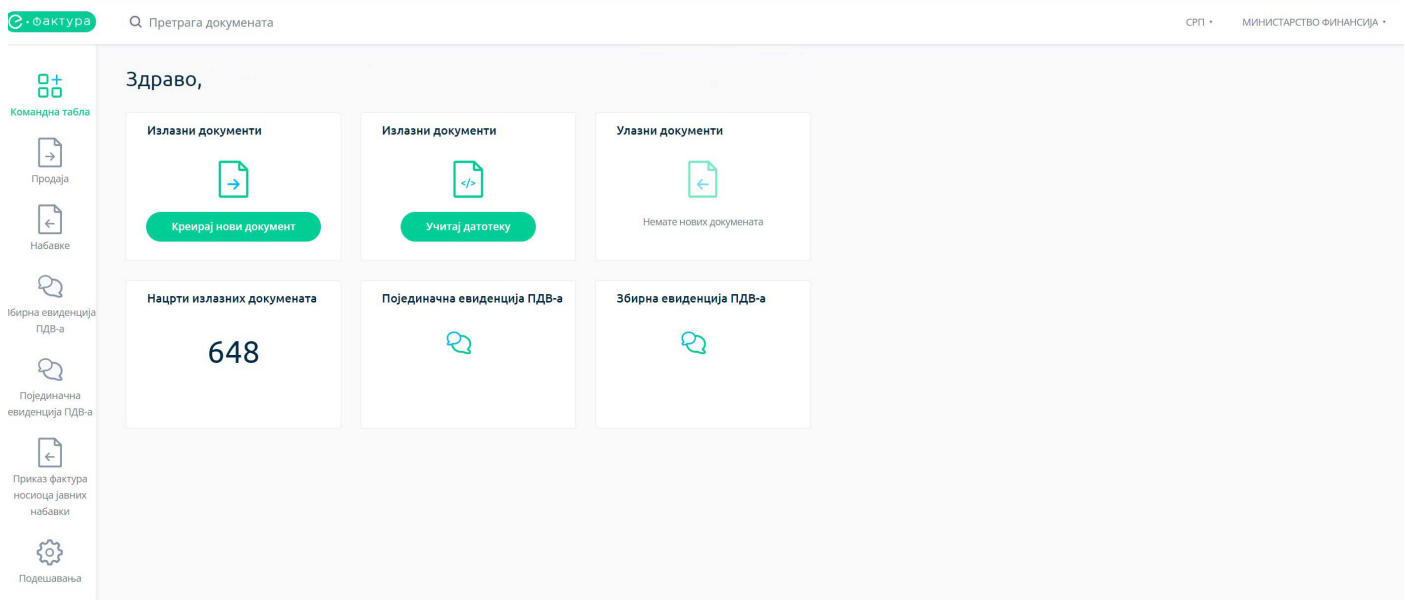 е-Фактура
Претрага докумената
СРП
МИНИСТАРСТВО ФИНАНСИЈА
Здраво,
Командна табла
Продаја
Набавке
Збирна евиденција
ПДВ-а
Појединачна
евиденција ПДВ-а
Приказ фактура
носиоца јавних
набавки
Подешавања
Излазни документи
Креирај нови документ
Излазни документи
</>
Учитај датотеку
Улазни документи
Немате нових докумената
Нацрти излазних докумената
648
Појединачна евиденција ПДВ-а
Збирна евиденција ПДВ-а